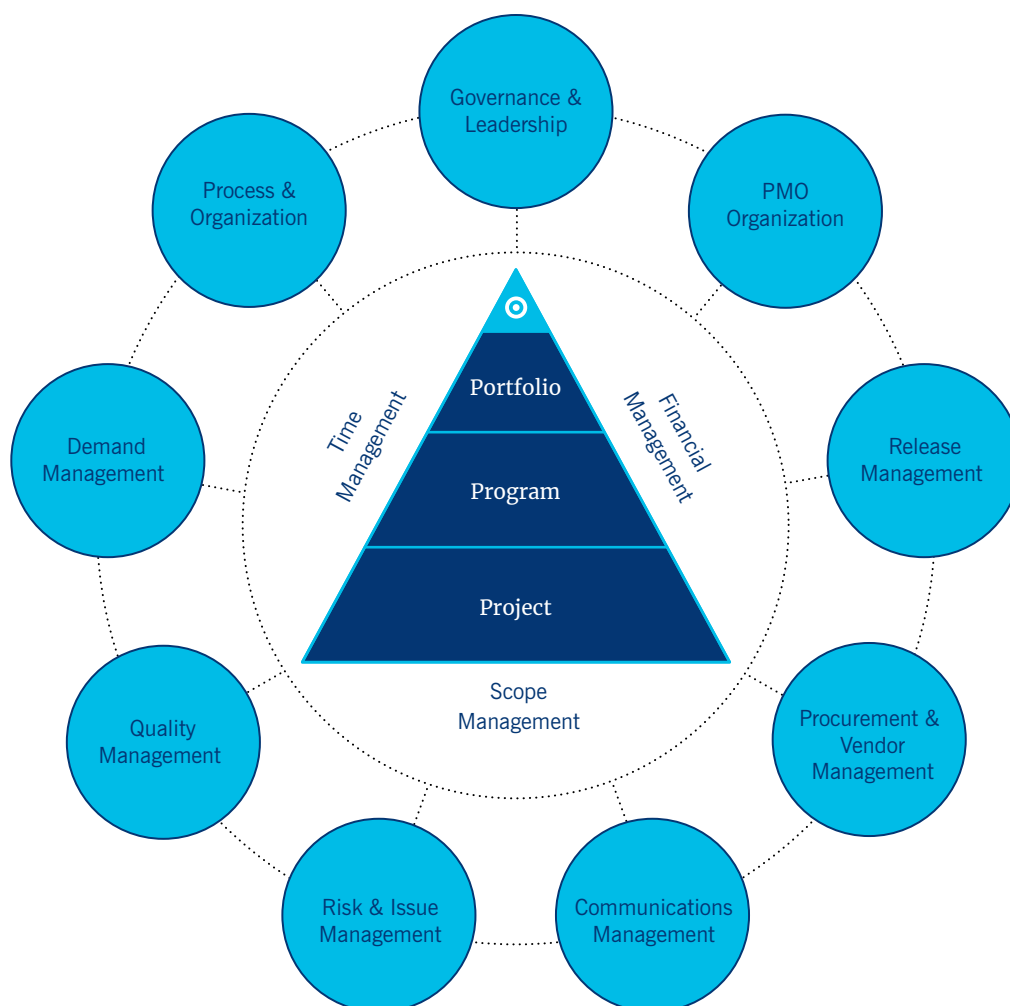 Governance &
Leadership
Process &
Organization
PMO
Organization
Demand
Management
Time
Management
Portfolio
Program
Project
Financial
Management
Release
Management
Scope
Management
Quality
Management
Procurement &
Vendor
Management
Risk & Issue
Management
Communications
Management